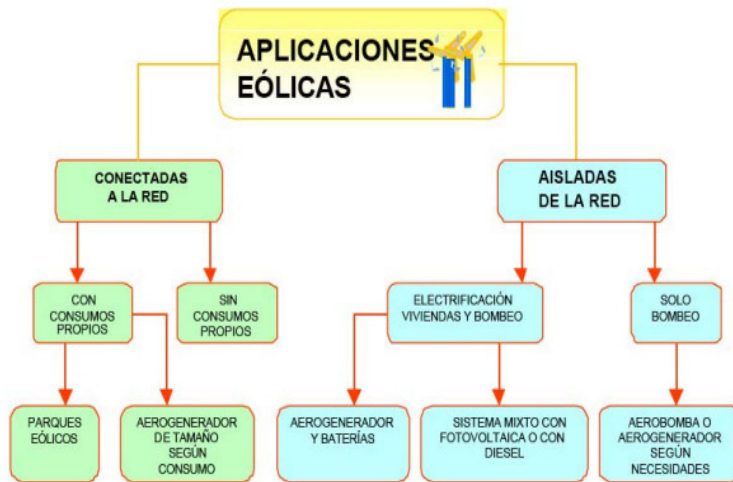 APLICACIONES
EÓLICAS
CONECTADAS
A LA RED
AISLADAS
DE LA RED
CON
CONSUMOS
PROPIOS
SIN
CONSUMOS
PROPIOS
ELECTRIFICACIÓN
VIVIENDAS Y BOMBEO
SOLO
BOMBEO
PARQUES
EÓLICOS
AEROGENERADOR
DE TAMAÑO
SEGÚN
CONSUMO
AEROGENERADOR
Y BATERÍAS
SISTEMA MIXTO CON
FOTOVOLTAICA O CON
DIESEL
AEROBOMBA O
AEROGENERADOR
SEGÚN
NECESIDADES